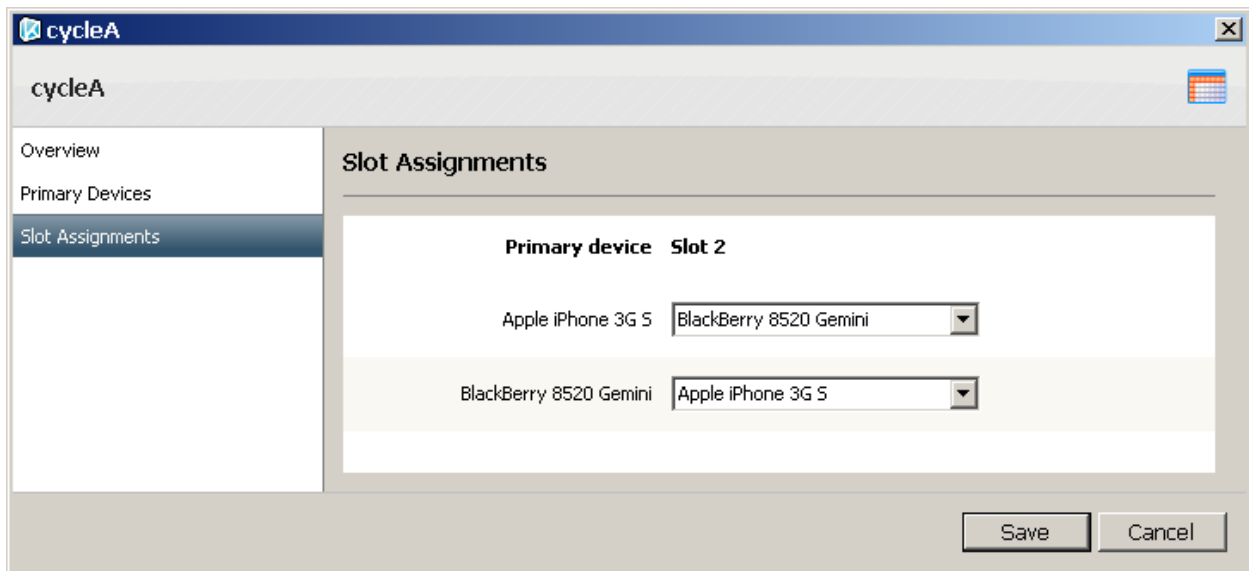 cycleA
cycleA
Overview
Primary Devices
Slot Assignments
Slot Assignments
Primary device Slot 2
Apple iPhone 3G S BlackBerry 8520 Gemini
BlackBerry 8520 Gemini Apple iPhone 3G S
Save Cancel